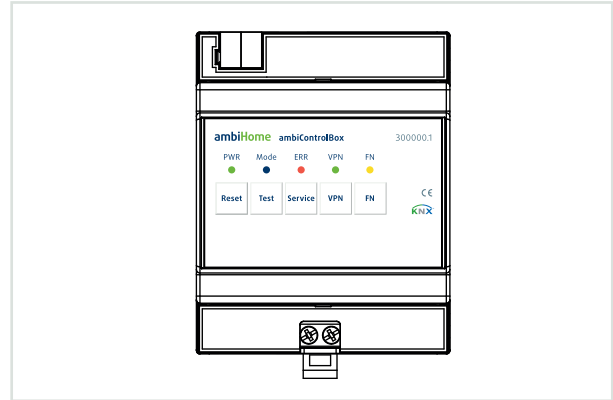 ambiHome ambiControlBox 300000.1
PWR Mode ERR VPN FN
Reset Test Service VPN FN
CE
KNX